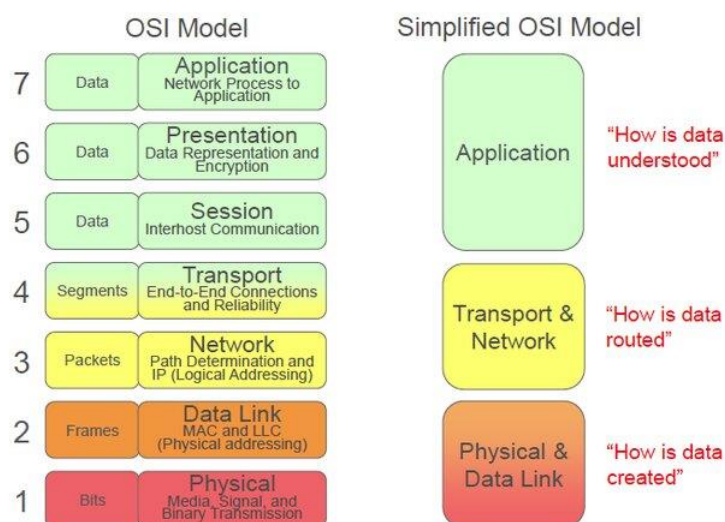 OSI Model
7
Data
Application
Network Process to
Application
6
Data
Presentation
Data Representation and
Encryption
5
Data
Session
Interhost Communication
4
Segments
Transport
End-to-End Connections
and Reliability
3
Packets
Network
Path Determination and
IP (Logical Addressing)
2
Frames
Data Link
MAC and LLC
(Physical addressing)
1
Bits
Physical
Media, Signal, and
Binary Transmission
Simplified OSI Model
Application
“How is data
understood”
Transport &
Network
“How is data
routed”
Physical &
Data Link
“How is data
created”